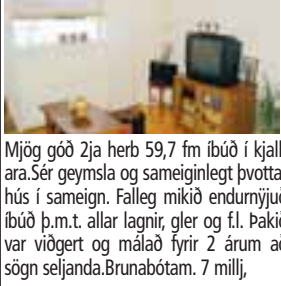 Mjög góð 2ja herb 59,7 fm íbúð í kjall
ara.Sér geymsla og sameiginlegt þvotta
hús í sameign. Falleg mikið endurnýjuð
íbúð þ.m.t. allar lagnir, gler og f.l. Þakið
var viðgert og málað fyrir 2 árum að
sögn seljanda.Brunabótam. 7 millj,